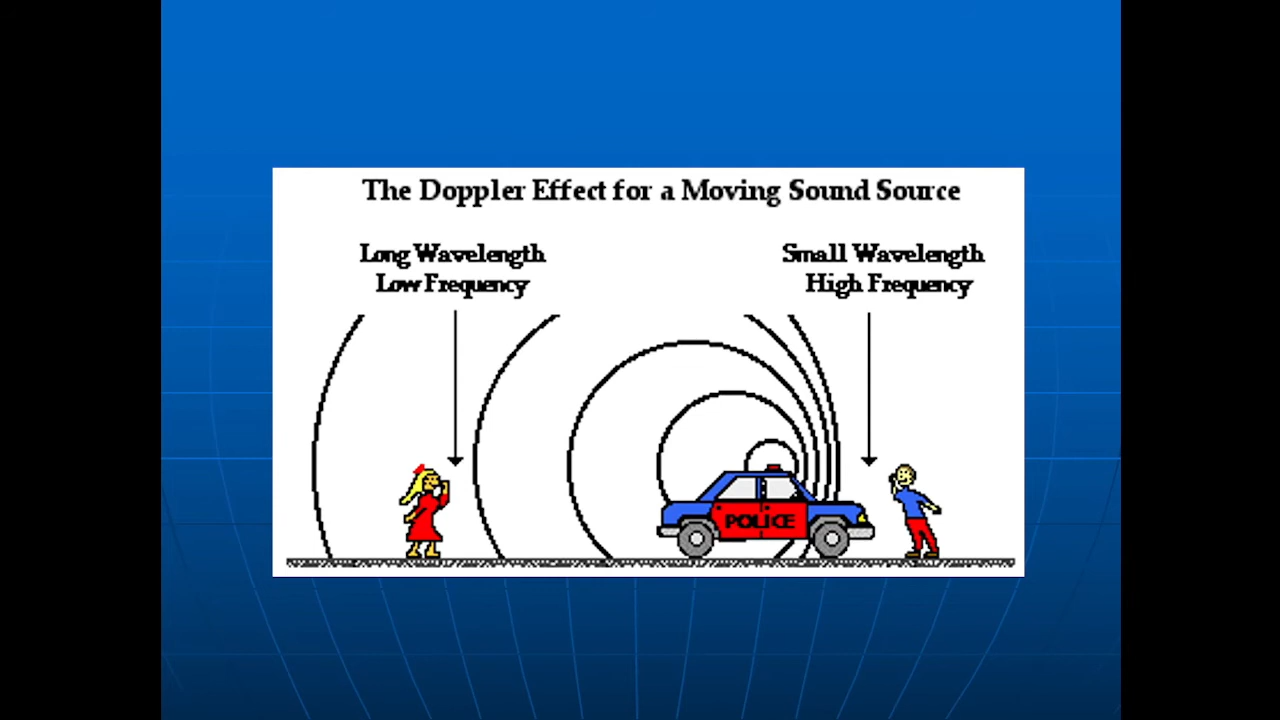 The Doppler Effect for a Moving Sound Source
Long Wavelength
Low Frequency
Small Wavelength
High Frequency
POLICE